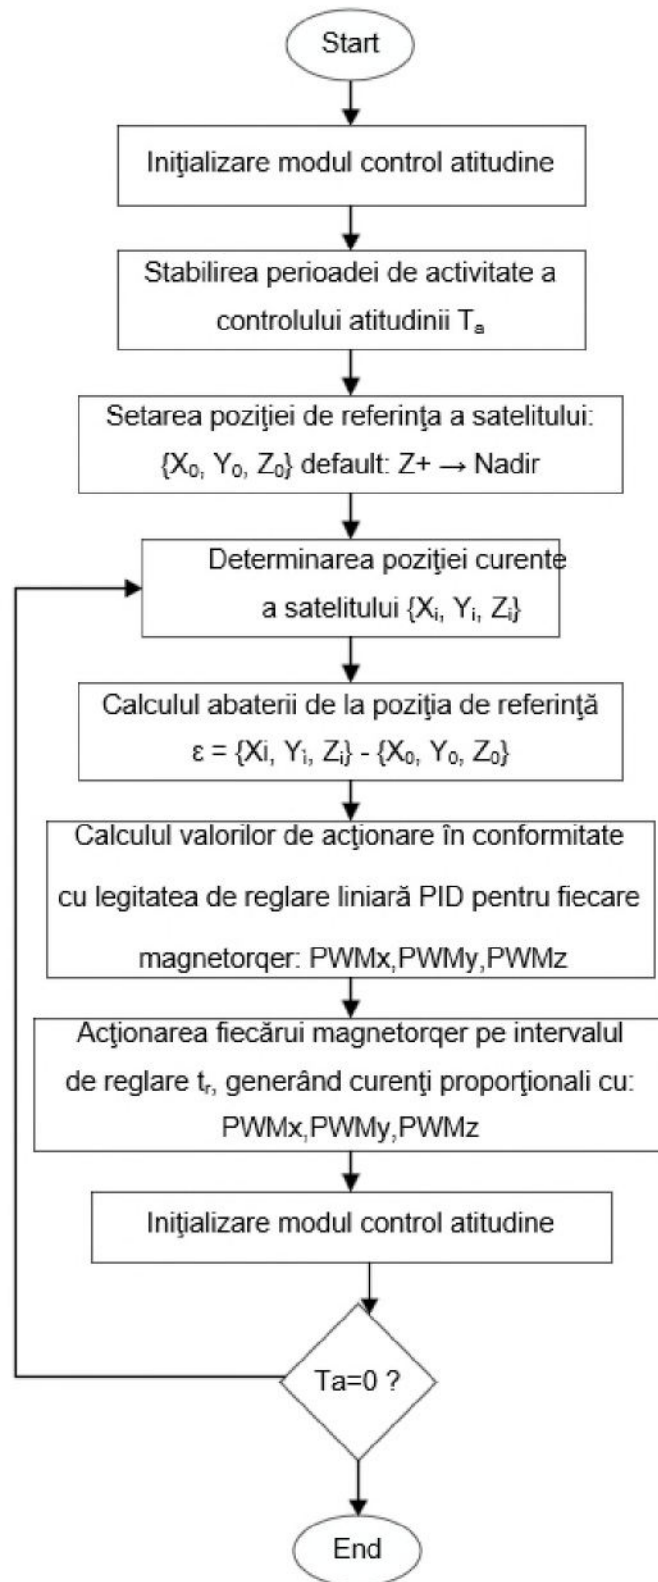 Start
Iniţializare modul control atitudine
Stabilirea perioadei de activitate a
controlului atitudinii Tₐ
Setarea poziţiei de referinţa a satelitului:
{X₀, Y₀, Z₀} default: Z+ → Nadir
Determinarea poziţiei curente
a satelitului {Xᵢ, Yᵢ, Zᵢ}
Calculul abaterii de la poziţia de referinţă
ε = {Xi, Yᵢ, Zᵢ} - {X₀, Y₀, Z₀}
Calculul valorilor de acţionare în conformitate
cu legitatea de reglare liniară PID pentru fiecare
magnetorqer: PWMx,PWMy,PWMz
Acţionarea fiecărui magnetorqer pe intervalul
de reglare tᵣ, generând curenţi proporţionali cu:
PWMx,PWMy,PWMz
Iniţializare modul control atitudine
Ta=0 ?
End